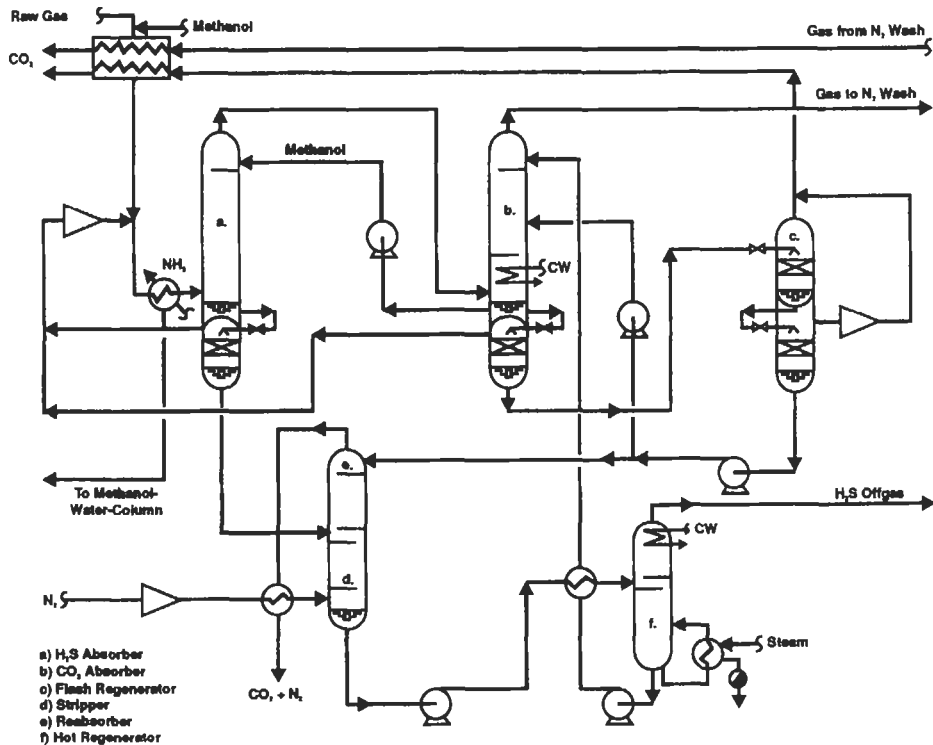 Raw Gas
Methanol
CO₂
Gas from N₂ Wash
Gas to N₂ Wash
Methanol
a.
b.
c.
NH₃
CW
To Methanol-
Water-Column
e.
H₂S Offgas
CW
d.
N₂
f.
Steam
CO₂ + N₂
a) H₂S Absorber
b) CO₂ Absorber
c) Flash Regenerator
d) Stripper
e) Reabsorber
f) Hot Regenerator